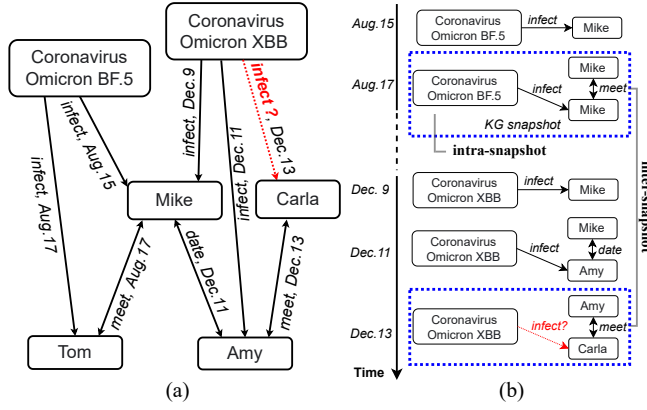 Coronavirus
Omicron BF.5
Coronavirus
Omicron XBB
infect, Aug.17
infect, Aug.15
infect, Dec.9
infect, Dec.11
infect ?, Dec.13
Mike
Carla
meet, Aug.17
date, Dec.11
meet, Dec.13
Tom
Amy
(a)
Aug.15
Coronavirus
Omicron BF.5
infect
Mike
Aug.17
Coronavirus
Omicron BF.5
infect
Mike
meet
Mike
KG snapshot
intra-snapshot
inter-snapshot
Dec. 9
Coronavirus
Omicron XBB
infect
Mike
Dec.11
Coronavirus
Omicron XBB
infect
Mike
date
Amy
Dec.13
Coronavirus
Omicron XBB
infect?
Amy
meet
Carla
Time
(b)